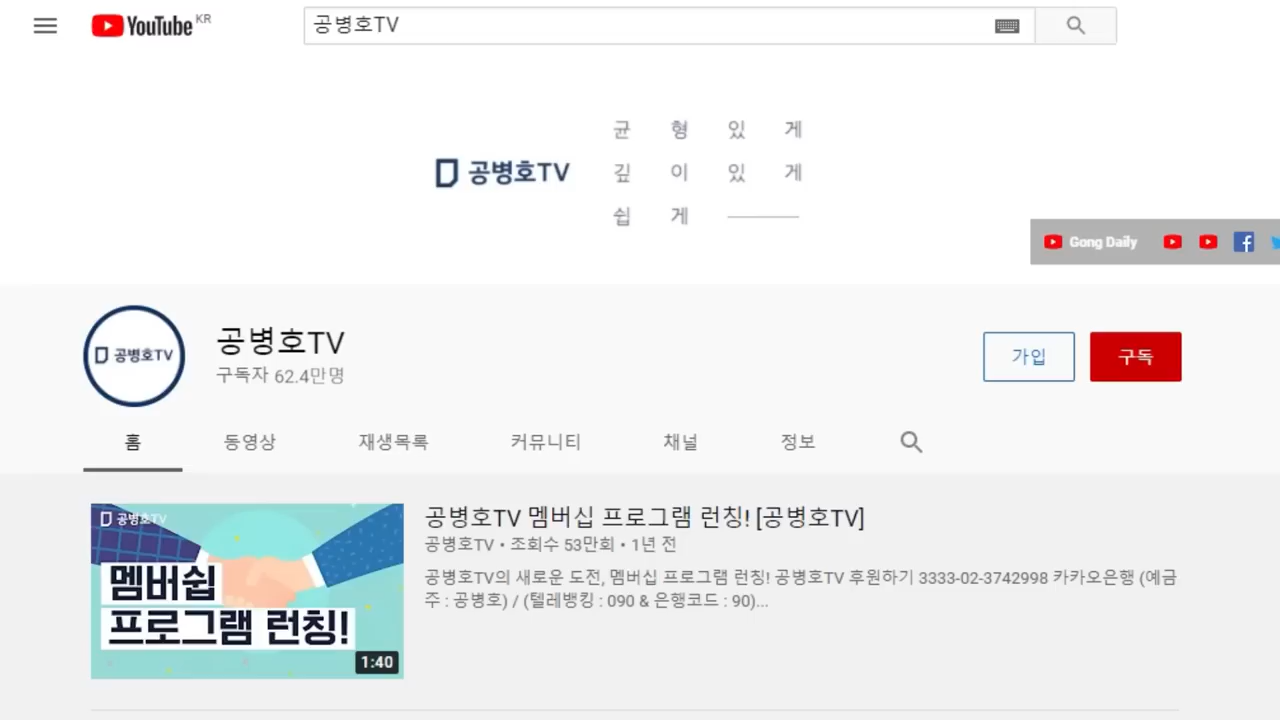 YouTube KR
공병호TV
공병호TV
균 형 있 게
깊 이 있 게
쉽 게
Gong Daily
공병호TV
공병호TV
구독자 62.4만명
가입
구독
홈 동영상 재생목록 커뮤니티 채널 정보
공병호TV
멤버쉽
프로그램 런칭!
1:40
공병호TV 멤버십 프로그램 런칭! [공병호TV]
공병호TV • 조회수 53만회 • 1년 전
공병호TV의 새로운 도전, 멤버십 프로그램 런칭! 공병호TV 후원하기 3333-02-3742998 카카오은행 (예금
주 : 공병호) / (텔레뱅킹 : 090 & 은행코드 : 90)...